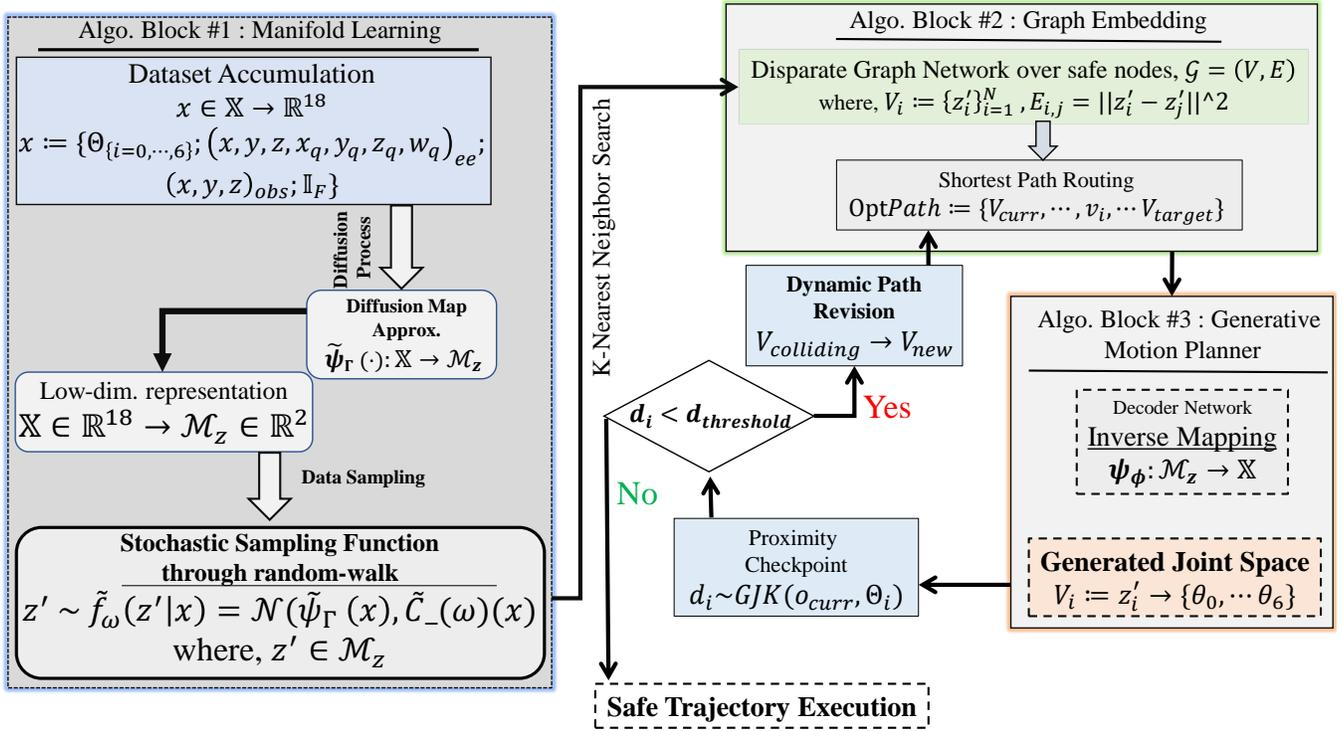 Algo. Block #1 : Manifold Learning
Dataset Accumulation
𝑥 ∈ 𝕏 → ℝ^18
𝑥 ≔ {Θ_{i=0,⋯,6}; (𝑥, 𝑦, 𝑧, 𝑥_q, 𝑦_q, 𝑧_q, 𝑤_q)_ee;
(𝑥, 𝑦, 𝑧)_obs; 𝕀_F}
Diffusion
Process
Diffusion Map
Approx.
ψ̃_Γ (·): 𝕏 → ℳ_z
Low-dim. representation
𝕏 ∈ ℝ^18 → ℳ_z ∈ ℝ^2
Data Sampling
Stochastic Sampling Function
through random-walk
z′ ~ f̃_ω(z′|x) = 𝒩(ψ̃_Γ (x), C̃_−(ω)(x)
where, z′ ∈ ℳ_z
K-Nearest Neighbor Search
Algo. Block #2 : Graph Embedding
Disparate Graph Network over safe nodes, 𝒢 = (V, E)
where, V_i ≔ {z′_i}_{i=1}^N , E_{i,j} = ||z′_i − z′_j||^2
Shortest Path Routing
OptPath ≔ {V_curr, ⋯, v_i, ⋯ V_target}
Dynamic Path
Revision
V_colliding → V_new
d_i < d_threshold
Yes
No
Proximity
Checkpoint
d_i~GJK(o_curr, Θ_i)
Safe Trajectory Execution
Algo. Block #3 : Generative
Motion Planner
Decoder Network
Inverse Mapping
ψ_ϕ: ℳ_z → 𝕏
Generated Joint Space
V_i ≔ z′_i → {θ_0, ⋯ θ_6}